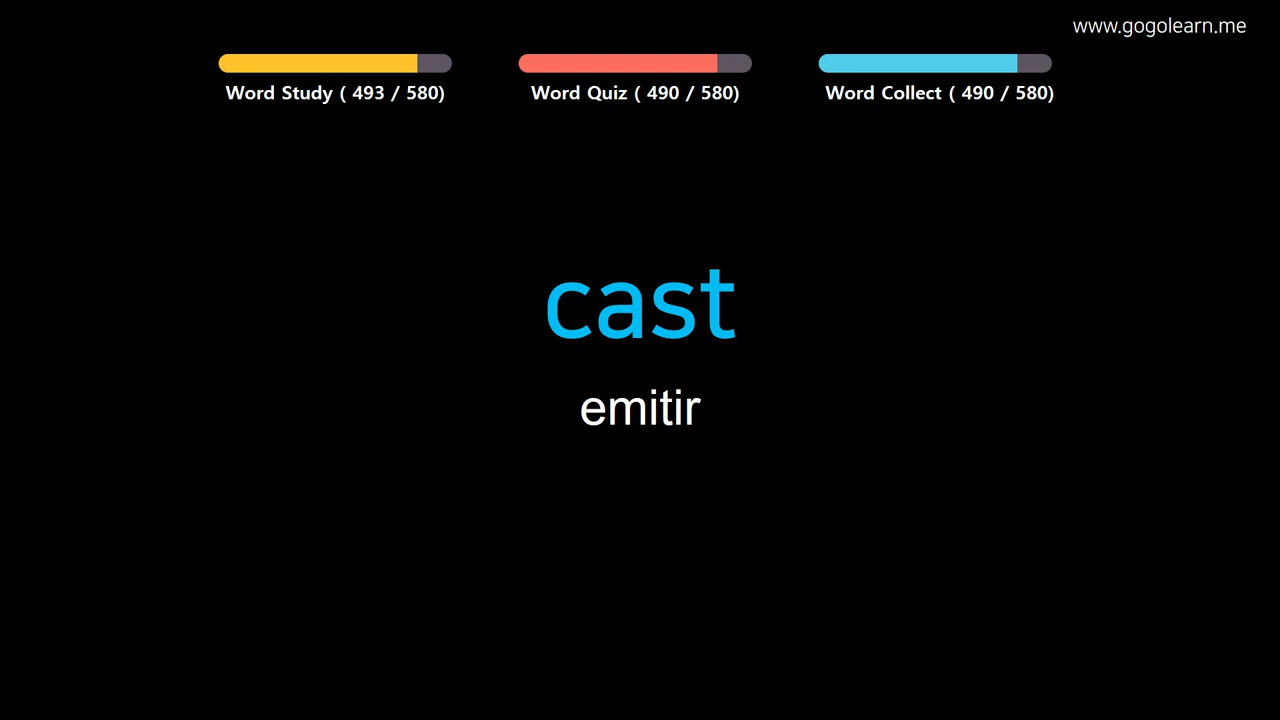 www.gogolearn.me
Word Study ( 493 / 580)
Word Quiz ( 490 / 580)
Word Collect ( 490 / 580)
cast
emitir